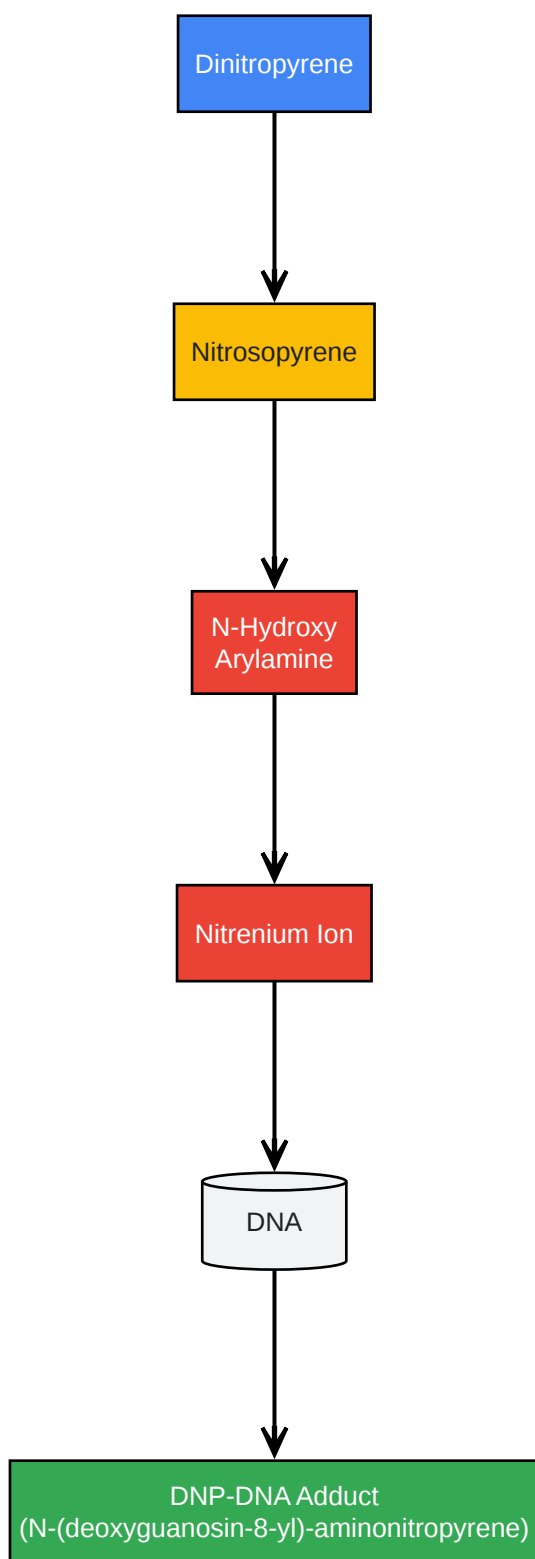 Dinitropyrene
Nitrosopyrene
N-Hydroxy
Arylamine
Nitrenium Ion
DNA
DNP-DNA Adduct
(N-(deoxyguanosin-8-yl)-aminonitropyrene)